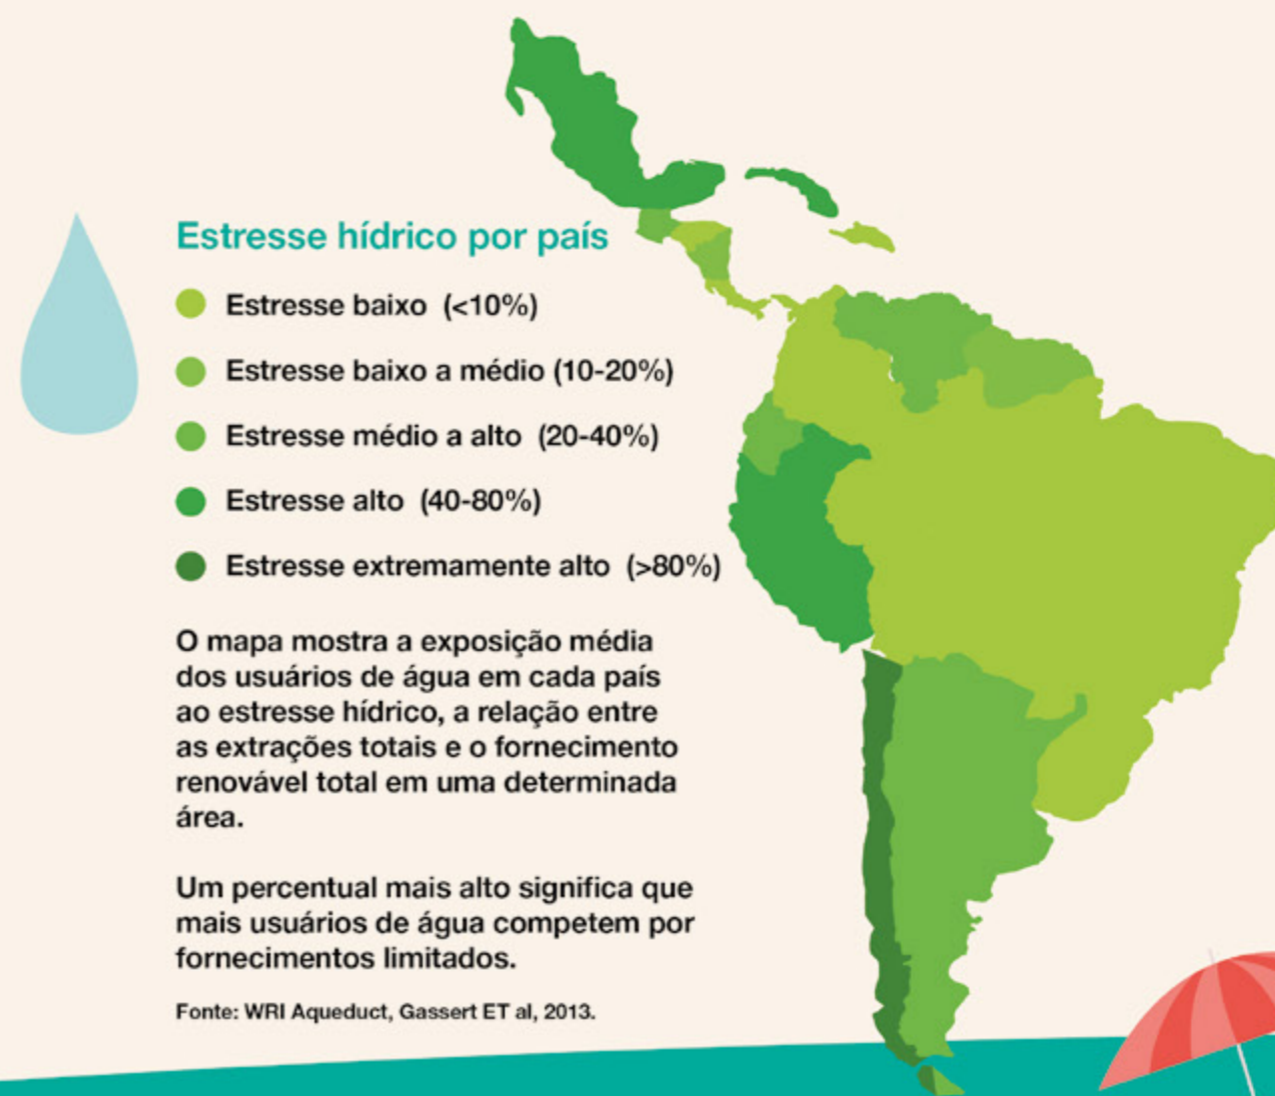 Estresse hídrico por país
Estresse baixo (<10%)
Estresse baixo a médio (10-20%)
Estresse médio a alto (20-40%)
Estresse alto (40-80%)
Estresse extremamente alto (>80%)
O mapa mostra a exposição média
dos usuários de água em cada país
ao estresse hídrico, a relação entre
as extrações totais e o fornecimento
renovável total em uma determinada
área.
Um percentual mais alto significa que
mais usuários de água competem por
fornecimentos limitados.
Fonte: WRI Aqueduct, Gassert ET al, 2013.